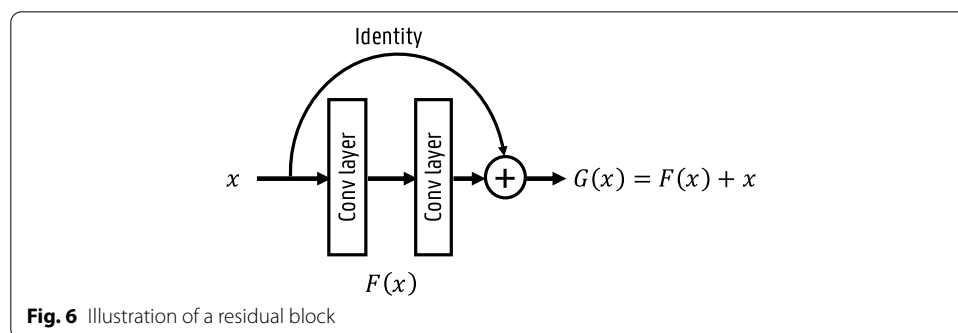 Identity
x
Conv layer
Conv layer
+
G(x) = F(x) + x
F(x)
Fig. 6 Illustration of a residual block